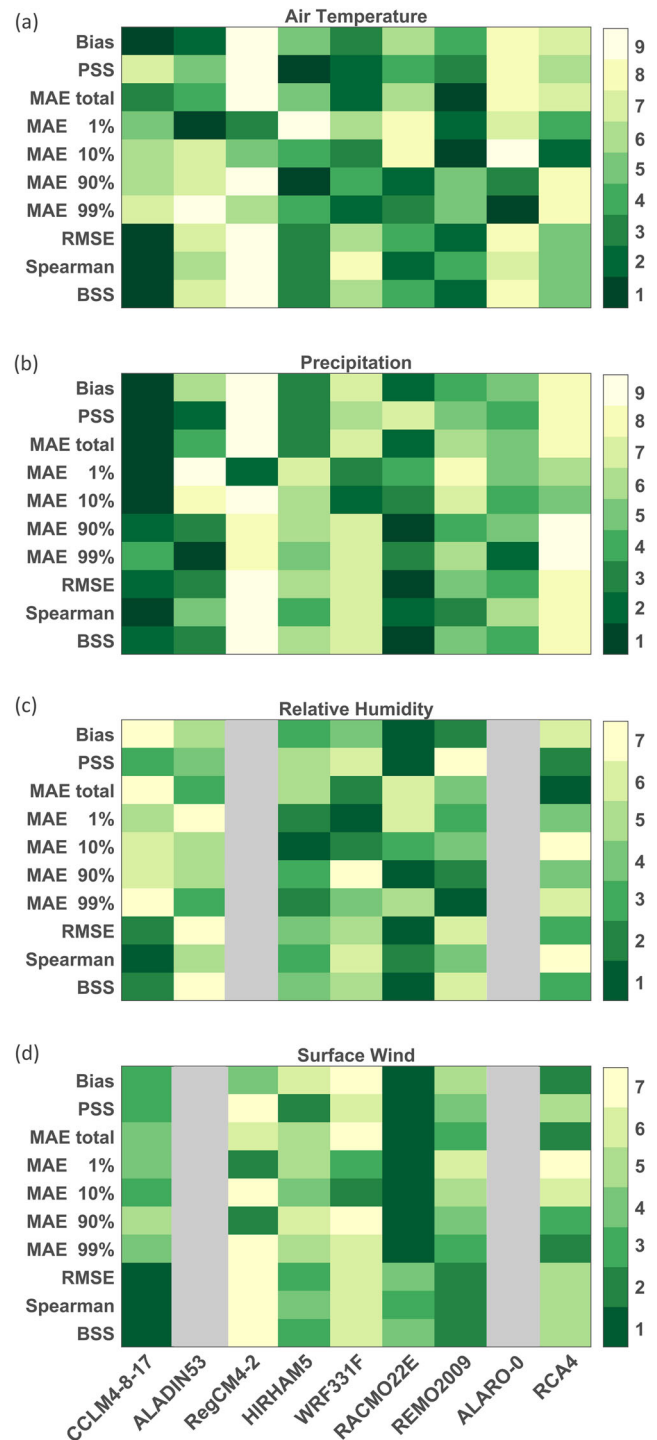 (a)
Air Temperature
Bias
PSS
MAE total
MAE 1%
MAE 10%
MAE 90%
MAE 99%
RMSE
Spearman
BSS
9
8
7
6
5
4
3
2
1
(b)
Precipitation
Bias
PSS
MAE total
MAE 1%
MAE 10%
MAE 90%
MAE 99%
RMSE
Spearman
BSS
9
8
7
6
5
4
3
2
1
(c)
Relative Humidity
Bias
PSS
MAE total
MAE 1%
MAE 10%
MAE 90%
MAE 99%
RMSE
Spearman
BSS
7
6
5
4
3
2
1
(d)
Surface Wind
Bias
PSS
MAE total
MAE 1%
MAE 10%
MAE 90%
MAE 99%
RMSE
Spearman
BSS
7
6
5
4
3
2
1
CCLM4-8-17
ALADIN53
RegCM4-2
HIRHAM5
WRF331F
RACMO22E
REMO2009
ALARO-0
RCA4